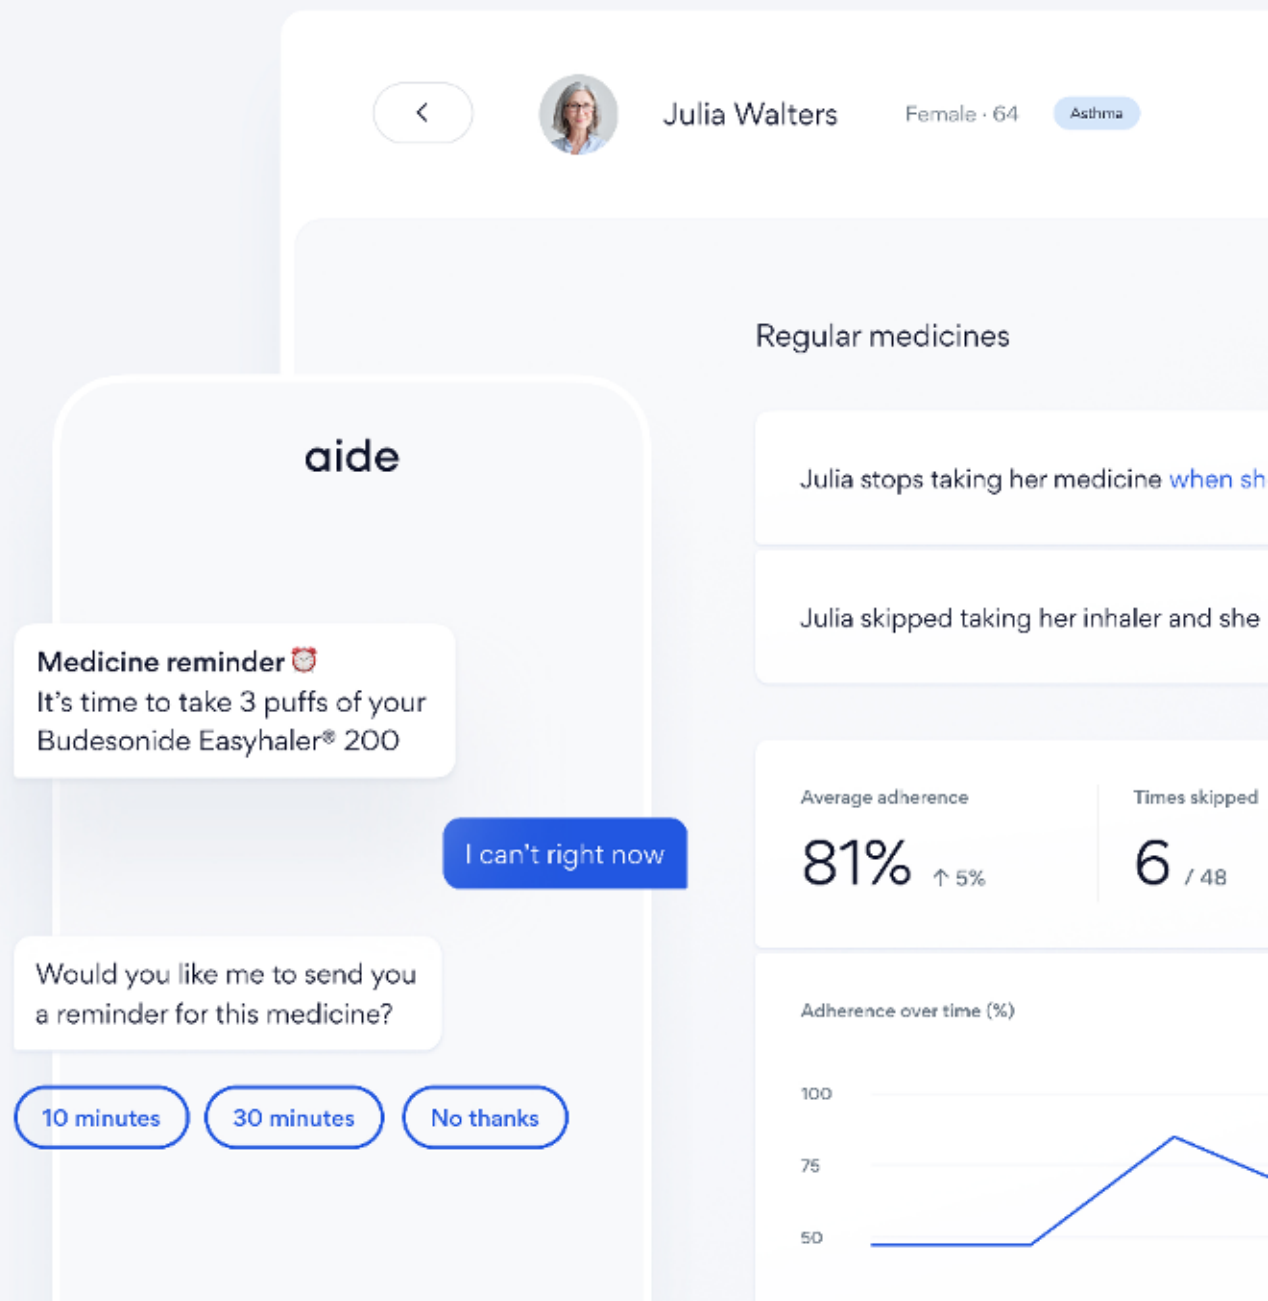 Julia Walters
Female · 64
Asthma
Regular medicines
Julia stops taking her medicine when sh
Julia skipped taking her inhaler and she
Average adherence
81% ↑ 5%
Times skipped
6 / 48
Adherence over time (%)
100
75
50
aide
Medicine reminder ⏰
It's time to take 3 puffs of your
Budesonide Easyhaler® 200
I can't right now
Would you like me to send you
a reminder for this medicine?
10 minutes
30 minutes
No thanks